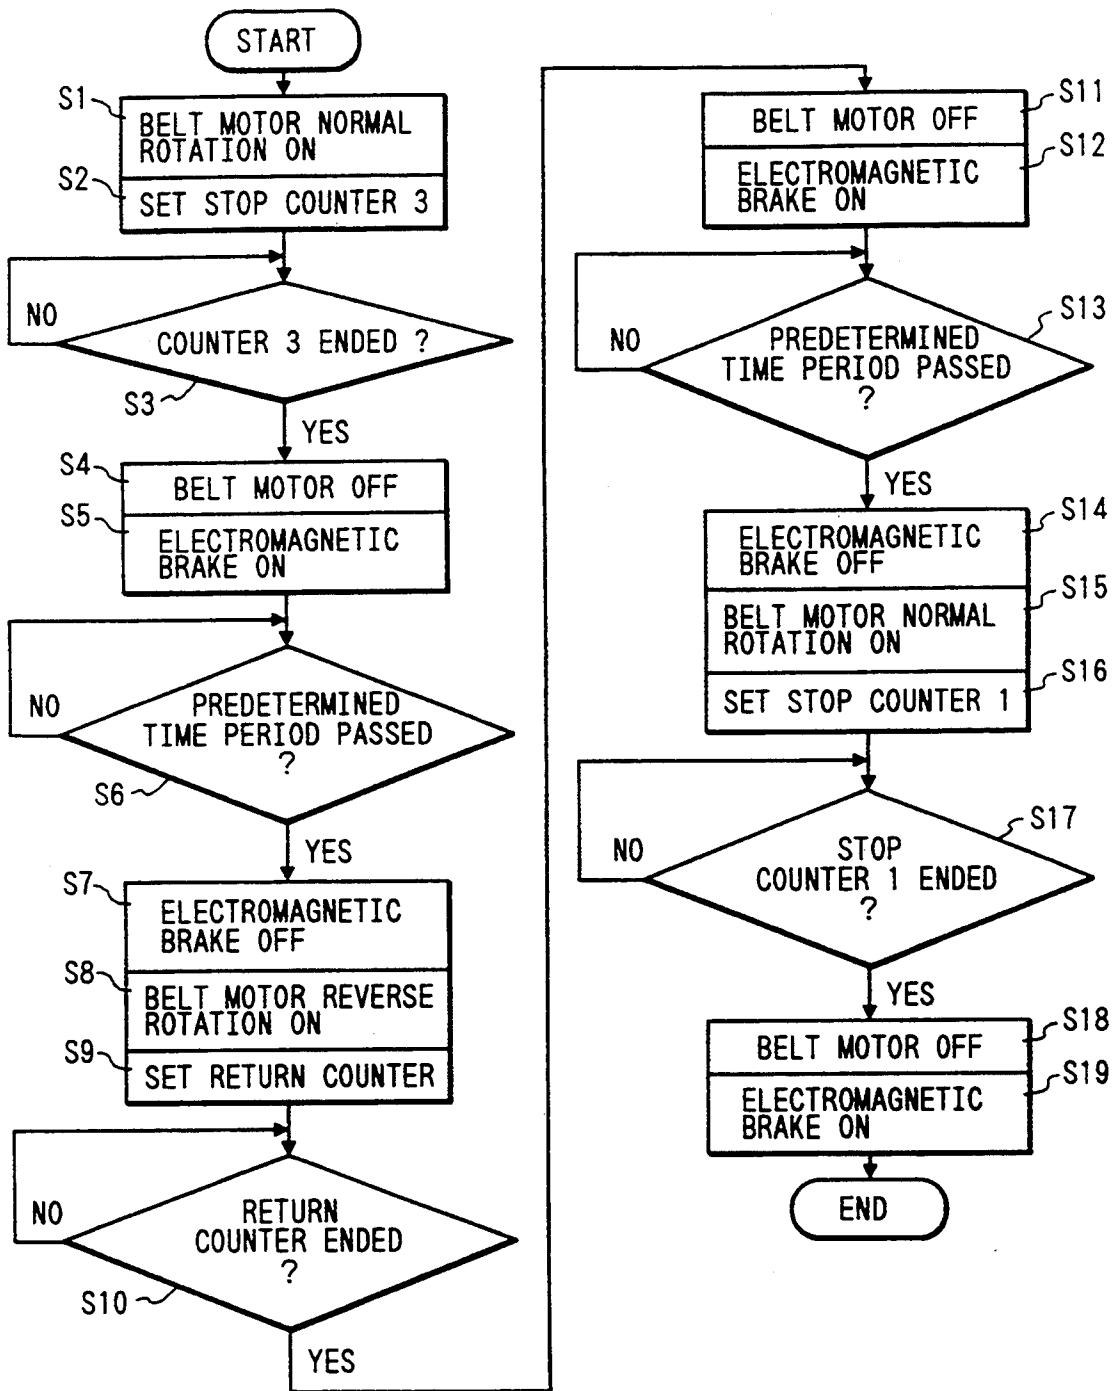 START
S1
BELT MOTOR NORMAL
ROTATION ON
S2
SET STOP COUNTER 3
NO
COUNTER 3 ENDED ?
S3
YES
S4
BELT MOTOR OFF
S5
ELECTROMAGNETIC
BRAKE ON
NO
PREDETERMINED
TIME PERIOD PASSED
?
S6
YES
S7
ELECTROMAGNETIC
BRAKE OFF
S8
BELT MOTOR REVERSE
ROTATION ON
S9
SET RETURN COUNTER
NO
RETURN
COUNTER ENDED
?
S10
YES
S11
BELT MOTOR OFF
S12
ELECTROMAGNETIC
BRAKE ON
S13
NO
PREDETERMINED
TIME PERIOD PASSED
?
YES
S14
ELECTROMAGNETIC
BRAKE OFF
S15
BELT MOTOR NORMAL
ROTATION ON
S16
SET STOP COUNTER 1
S17
NO
STOP
COUNTER 1 ENDED
?
YES
S18
BELT MOTOR OFF
S19
ELECTROMAGNETIC
BRAKE ON
END